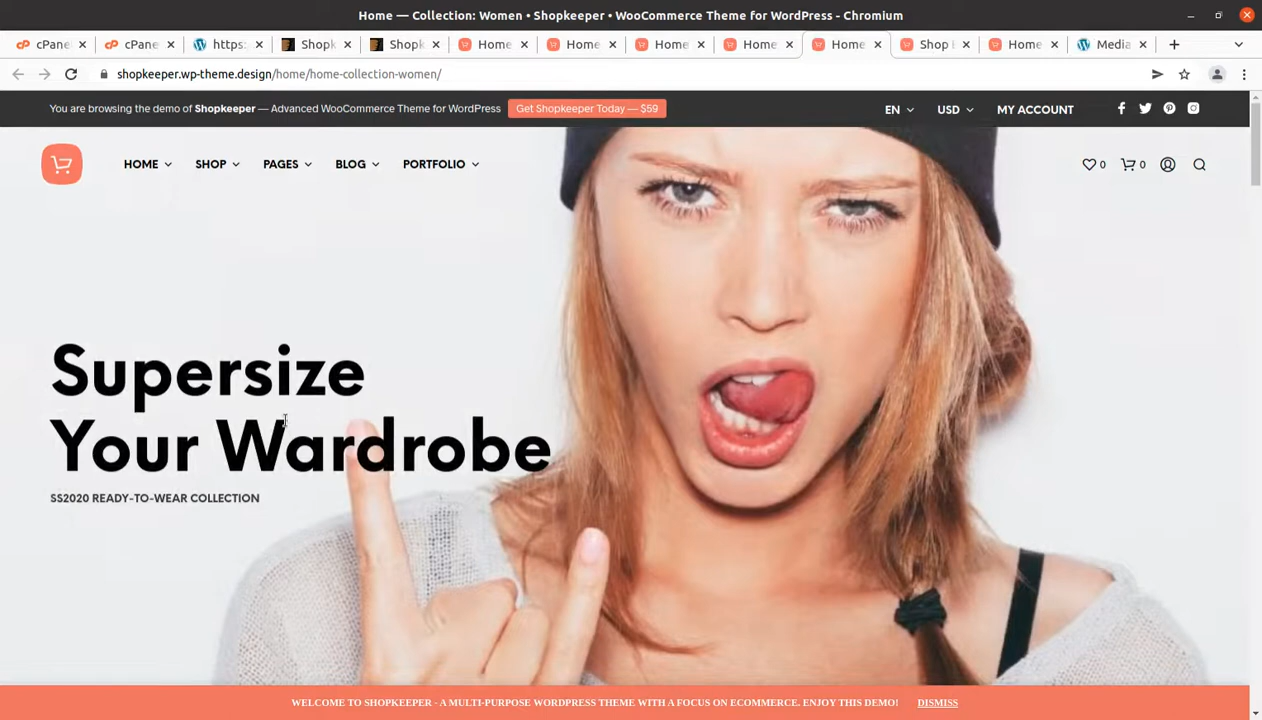 Home — Collection: Women • Shopkeeper • WooCommerce Theme for WordPress - Chromium
cPane
cPane
https:
Shopk
Shopk
Home
Home
Home
Home
Home
Shop
Home
Media
shopkeeper.wp-theme.design/home/home-collection-women/
You are browsing the demo of Shopkeeper — Advanced WooCommerce Theme for WordPress Get Shopkeeper Today — $59 EN USD MY ACCOUNT
HOME SHOP PAGES BLOG PORTFOLIO 0 0
Supersize
Your Wardrobe
SS2020 READY-TO-WEAR COLLECTION
WELCOME TO SHOPKEEPER - A MULTI-PURPOSE WORDPRESS THEME WITH A FOCUS ON ECOMMERCE. ENJOY THIS DEMO! DISMISS